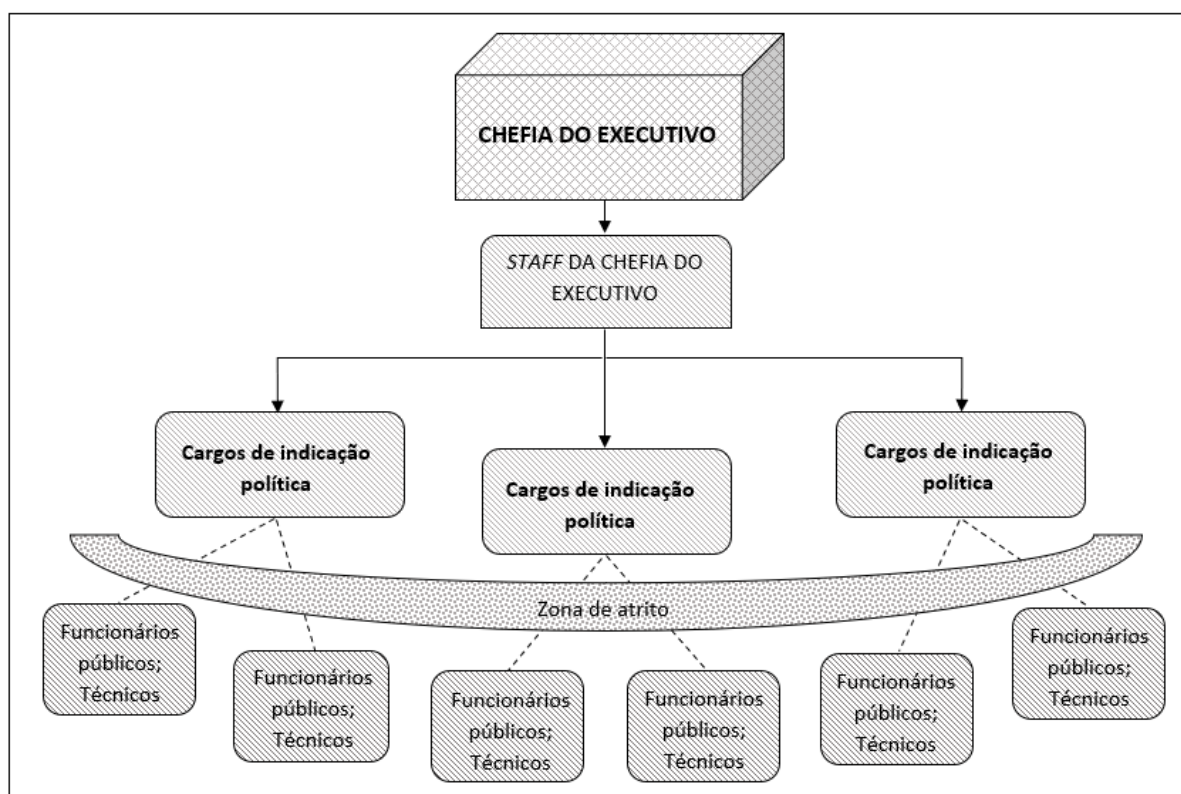 CHEFIA DO EXECUTIVO
STAFF DA CHEFIA DO
EXECUTIVO
Cargos de indicação
política
Cargos de indicação
política
Cargos de indicação
política
Zona de atrito
Funcionários
públicos;
Técnicos
Funcionários
públicos;
Técnicos
Funcionários
públicos;
Técnicos
Funcionários
públicos;
Técnicos
Funcionários
públicos;
Técnicos
Funcionários
públicos;
Técnicos